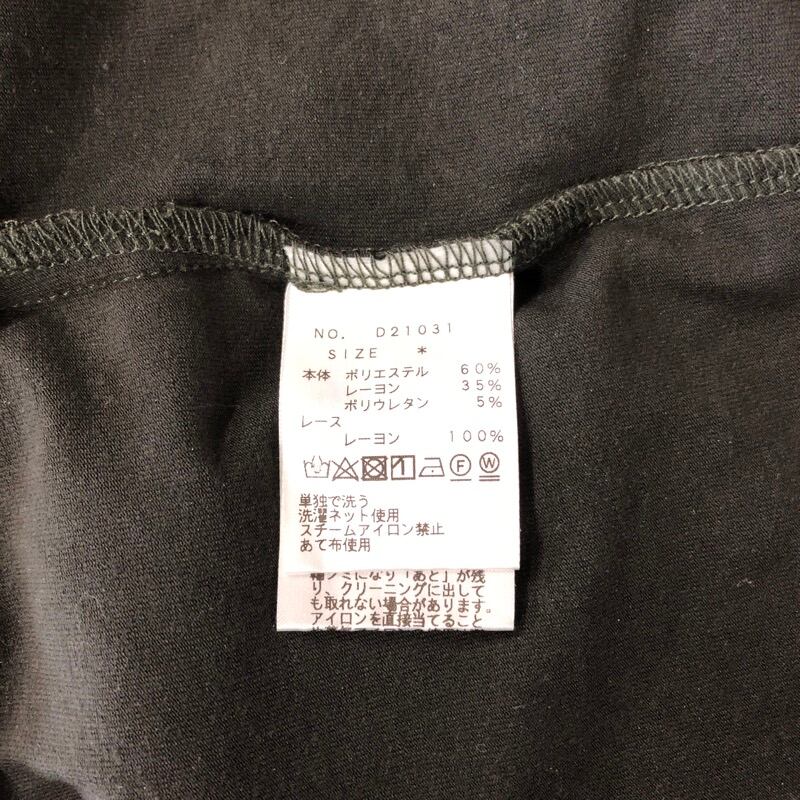 NO. D21031
SIZE *
本体 ポリエステル 60%
レーヨン 35%
ポリウレタン 5%
レース
レーヨン 100%
F W
単独で洗う
洗濯ネット使用
スチームアイロン禁止
あて布使用
輪ジミになり「あと」が残
り、クリーニングに出して
も取れない場合があります。
アイロンを直接当てること